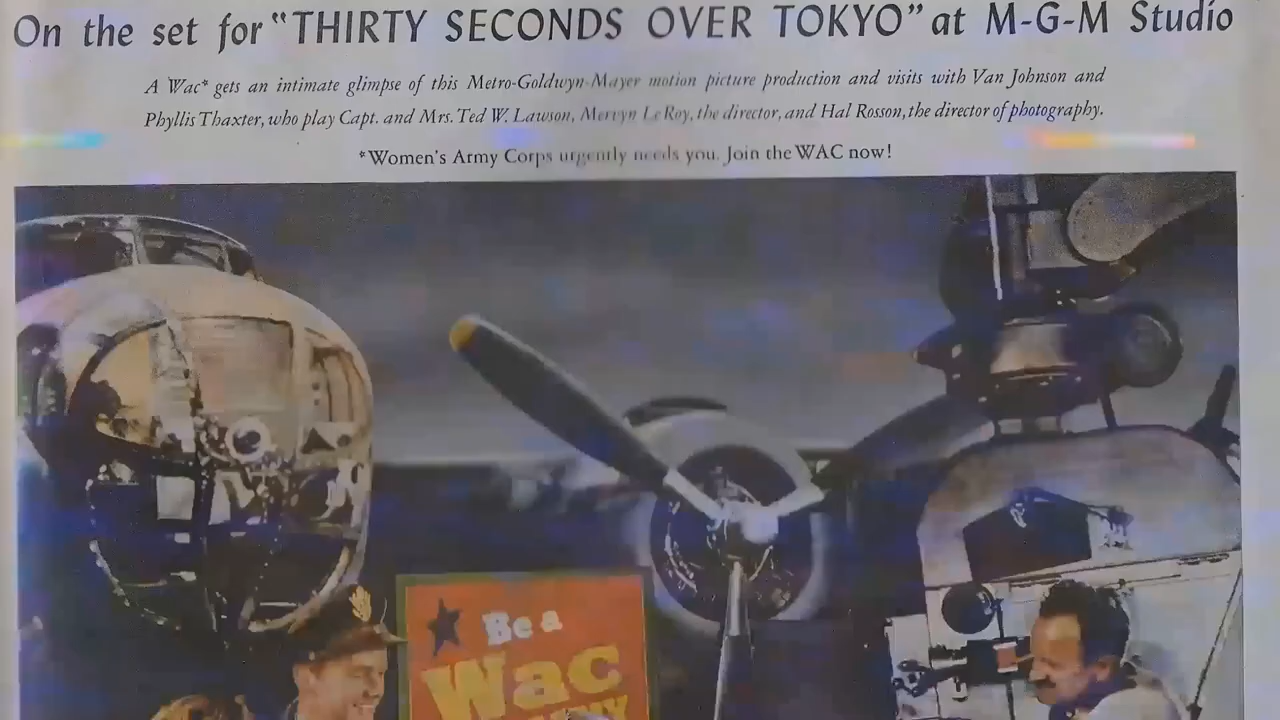 On the set for "THIRTY SECONDS OVER TOKYO" at M-G-M Studio
A Wac* gets an intimate glimpse of this Metro-Goldwyn-Mayer motion picture production and visits with Van Johnson and
Phyllis Thaxter, who play Capt. and Mrs. Ted W. Lawson, Mervyn LeRoy, the director, and Hal Rosson, the director of photography.
*Women's Army Corps urgently needs you. Join the WAC now!
Be a
Wac